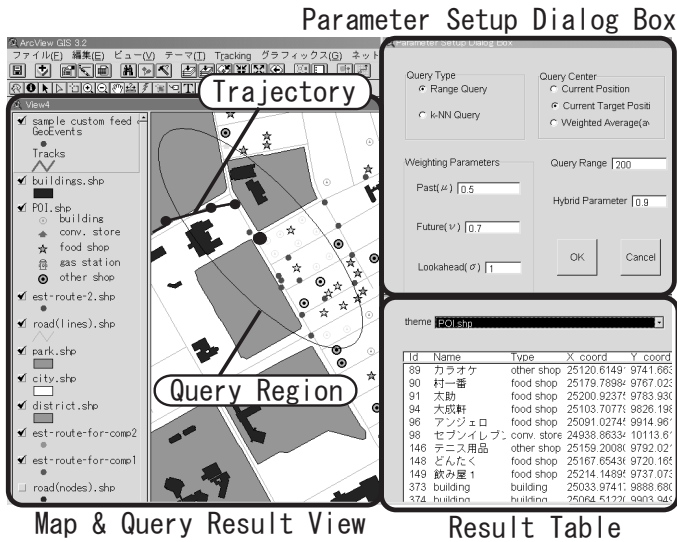 Parameter Setup Dialog Box
ArcView GIS 3.2
ファイル(F) 編集(E) ビュー(V) テーマ(T) Tracking グラフィックス(G) ネット
View4
Trajectory
sample custom feed
GeoEvents
Tracks
buildings.shp
POI.shp
building
conv. store
food shop
gas station
other shop
est-route-2.shp
road(lines).shp
park.shp
city.shp
district.shp
est-route-for-comp2
est-route-for-comp1
road(nodes).shp
Query Region
Map & Query Result View
Parameter Setup Dialog Box
Query Type
Range Query
k-NN Query
Query Center
Current Position
Current Target Positi
Weighted Average(
Weighting Parameters
Past(μ) 0.5
Future(ν) 0.7
Lookahead(σ) 1
Query Range 200
Hybrid Parameter 0.9
OK Cancel
theme POI.shp
Id Name Type X_coord Y_coord
89 カラオケ other shop 25120.6149 9741.663
90 村一番 food shop 25179.7898 9767.023
91 太助 food shop 25200.9237 9783.930
94 大成軒 food shop 25103.7077 9826.198
96 アンジェロ food shop 25091.0274 9914.96
98 セブンイレブン conv. store 24938.8633 10113.6
146 テニス用品 other shop 25159.2008 9792.02
148 どんたく food shop 25167.6543 9720.16
149 飲み屋1 food shop 25214.1489 9737.073
373 building building 25033.9741 9888.680
374 building building 25064.5122 9903.949
Result Table